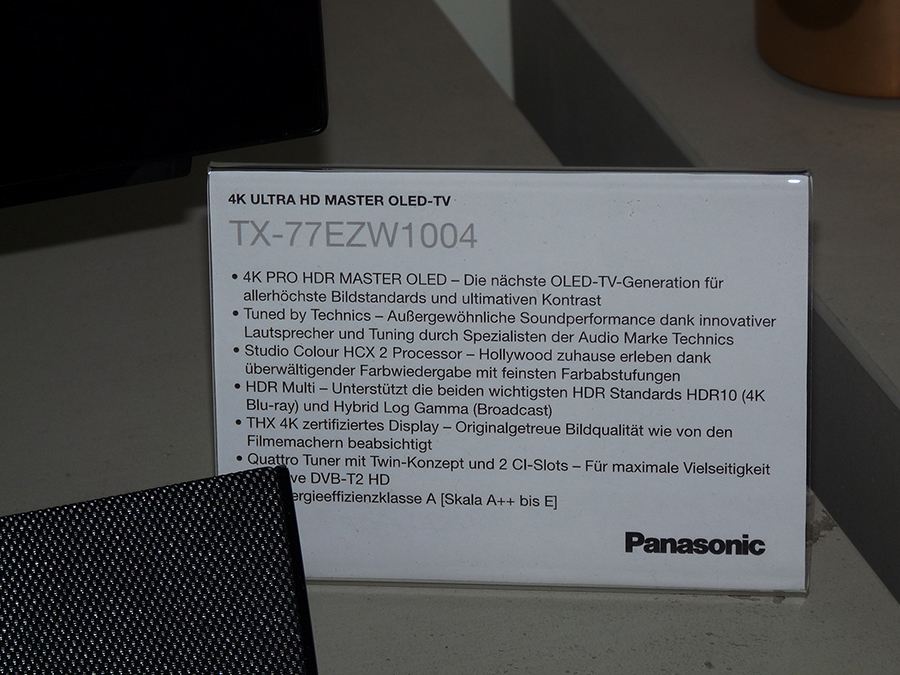 4K ULTRA HD MASTER OLED-TV
TX-77EZW1004
• 4K PRO HDR MASTER OLED – Die nächste OLED-TV-Generation für
allerhöchste Bildstandards und ultimativen Kontrast
• Tuned by Technics – Außergewöhnliche Soundperformance dank innovativer
Lautsprecher und Tuning durch Spezialisten der Audio Marke Technics
• Studio Colour HCX 2 Processor – Hollywood zuhause erleben dank
überwältigender Farbwiedergabe mit feinsten Farbabstufungen
• HDR Multi – Unterstützt die beiden wichtigsten HDR Standards HDR10 (4K
Blu-ray) und Hybrid Log Gamma (Broadcast)
• THX 4K zertifiziertes Display – Originalgetreue Bildqualität wie von den
Filmemachern beabsichtigt
• Quattro Tuner mit Twin-Konzept und 2 CI-Slots – Für maximale Vielseitigkeit
DVB-T2 HD
A [Skala A++ bis E]
Panasonic